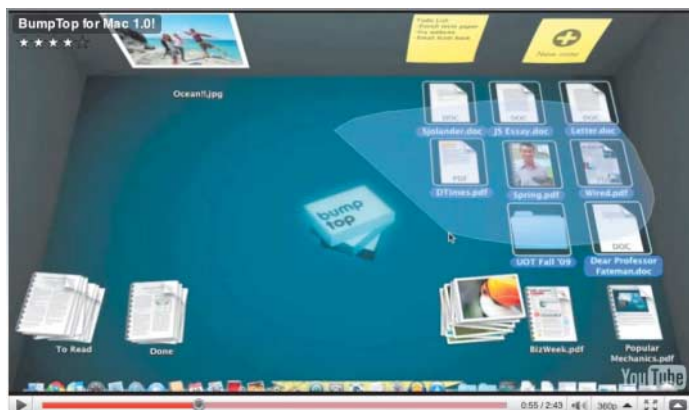 BumpTop for Mac 1.0!
Todo List
New note
Ocean!!.jpg
DOC
DOC
DOC
Sjolander.doc
JS Essay.doc
Letter.doc
PDF
DTimes.pdf
Spring.pdf
Wired.pdf
bump
top
DOC
UOT Fall '09
Dear Professor
Fateman.doc
To Read
Done
BizWeek.pdf
Popular
Mechanics.pdf
YouTube
0:55 / 2:43
360p